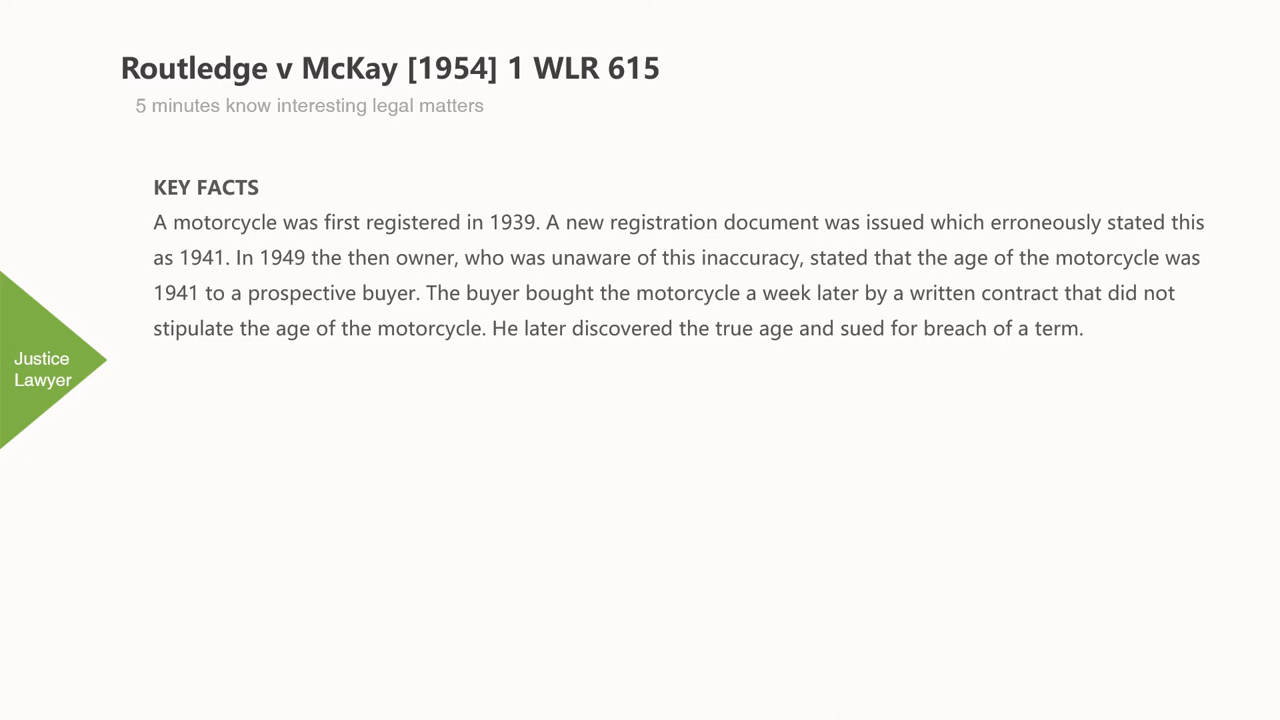 Routledge v McKay [1954] 1 WLR 615
5 minutes know interesting legal matters
KEY FACTS
A motorcycle was first registered in 1939. A new registration document was issued which erroneously stated this
as 1941. In 1949 the then owner, who was unaware of this inaccuracy, stated that the age of the motorcycle was
1941 to a prospective buyer. The buyer bought the motorcycle a week later by a written contract that did not
stipulate the age of the motorcycle. He later discovered the true age and sued for breach of a term.
Justice
Lawyer